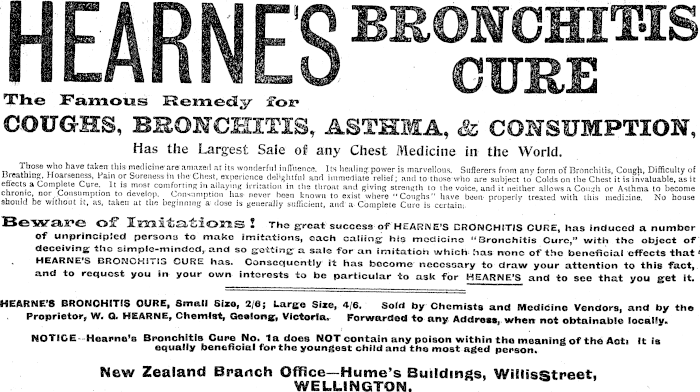 HEARNE'S BRONCHITIS
CURE
The Famous Remedy for
COUGHS, BRONCHITIS, ASTHMA, & CONSUMPTION,
Has the Largest Sale of any Chest Medicine in the World.
Those who have taken this medicine are amazed at its wonderful influence. Its healing power is marvellous. Sufferers from any form of Bronchitis, Cough, Difficulty of
Breathing, Hoarseness, Pain or Soreness in the Chest, experience delightful and immediate relief; and to those who are subject to Colds on the Chest it is invaluable, as it
effects a Complete Cure. It is most comforting in allaying irritation in the throat and giving strength to the voice, and it neither allows a Cough or Asthma to become
chronic, nor Consumption to develop. Consumption has never been known to exist where "Coughs" have been properly treated with this medicine. No house
should be without it, as, taken at the beginning a dose is generally sufficient, and a Complete Cure is certain.
Beware of Imitations! The great success of HEARNE'S BRONCHITIS CURE, has induced a number
of unprincipled persons to make imitations, each calling his medicine "Bronchitis Cure," with the object of
deceiving the simple-minded, and so getting a sale for an imitation which has none of the beneficial effects that
HEARNE'S BRONCHITIS CURE has. Consequently it has become necessary to draw your attention to this fact,
and to request you in your own interests to be particular to ask for HEARNE'S and to see that you get it.
HEARNE'S BRONCHITIS CURE, Small Size, 2/6; Large Size, 4/6. Sold by Chemists and Medicine Vendors, and by the
Proprietor, W. G. HEARNE, Chemist, Geelong, Victoria. Forwarded to any Address, when not obtainable locally.
NOTICE--Hearne's Bronchitis Cure No. 1a does NOT contain any poison within the meaning of the Act. It is
equally beneficial for the youngest child and the most aged person.
New Zealand Branch Office—Hume's Buildings, Willis Street,
WELLINGTON.